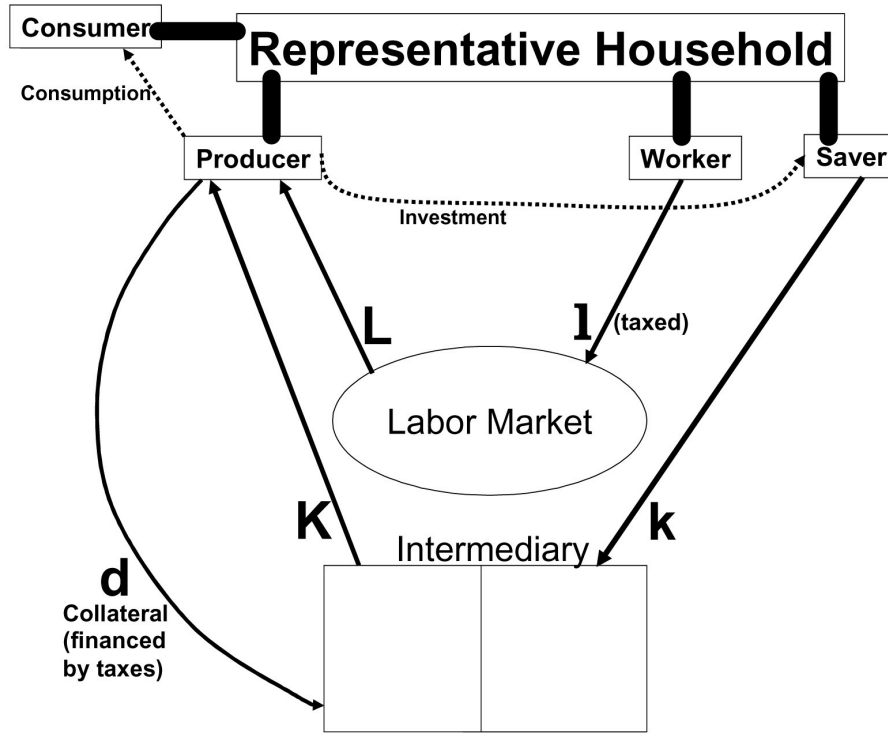 Consumer
Representative Household
Consumption
Producer
Worker
Saver
Investment
L
l (taxed)
Labor Market
K
k
Intermediary
d
Collateral
(financed
by taxes)